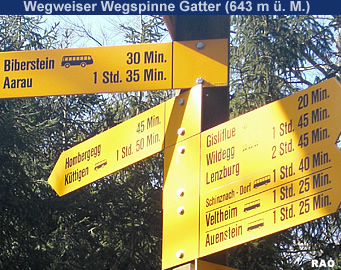 Wegweiser Wegspinne Gatter (643 m ü. M.)
Biberstein 30 Min.
Aarau 1 Std. 35 Min.
Hombergegg 45 Min.
Küttigen 1 Std. 50 Min.
Gisliflue 20 Min.
Wildegg 1 Std. 45 Min.
Lenzburg 2 Std. 45 Min.
Schinznach - Dorf 1 Std. 40 Min.
Veltheim 1 Std. 25 Min.
Auenstein 1 Std. 25 Min.
RAO